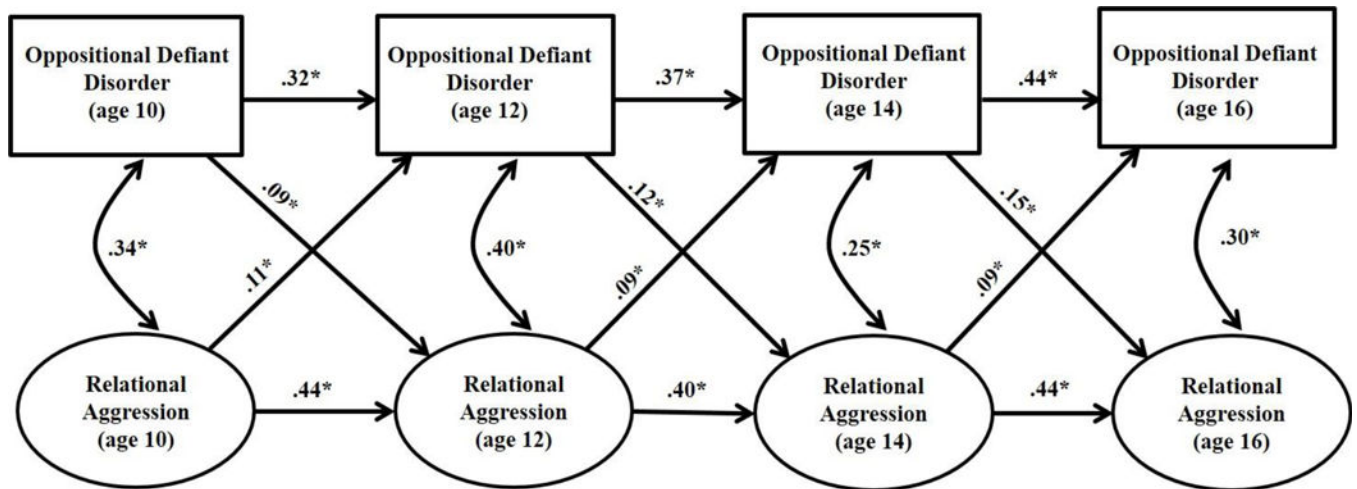 Oppositional Defiant
Disorder
(age 10)
.32*
Oppositional Defiant
Disorder
(age 12)
.37*
Oppositional Defiant
Disorder
(age 14)
.44*
Oppositional Defiant
Disorder
(age 16)
.34*
.09*
.11*
.40*
.12*
.09*
.25*
.15*
.09*
.30*
Relational
Aggression
(age 10)
.44*
Relational
Aggression
(age 12)
.40*
Relational
Aggression
(age 14)
.44*
Relational
Aggression
(age 16)